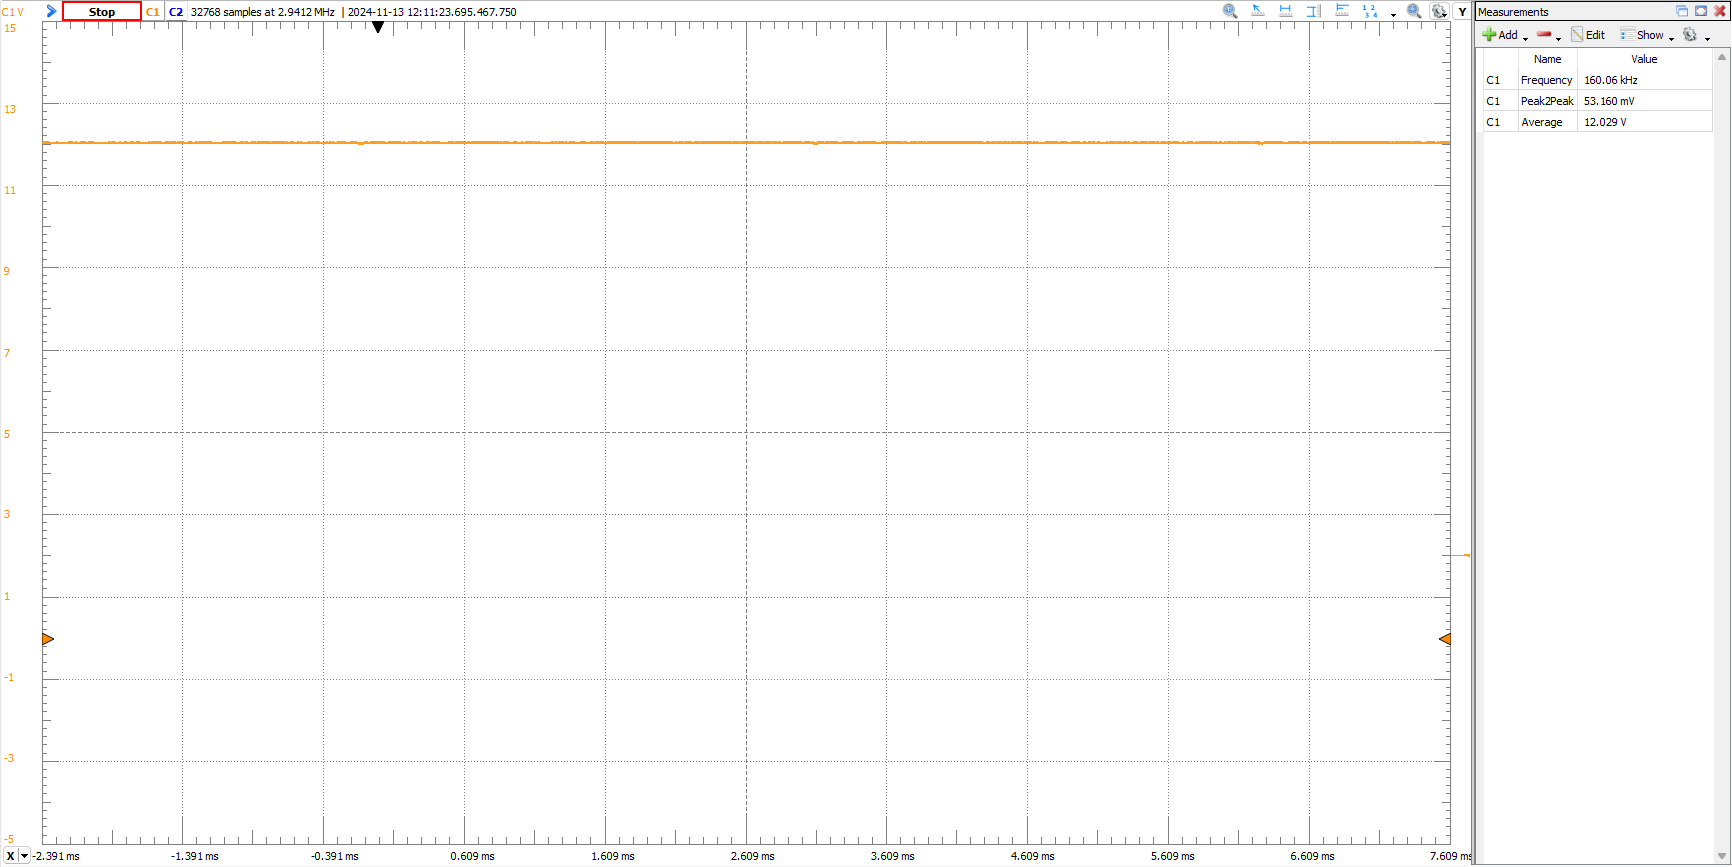 C1 V Stop C1 C2 32768 samples at 2.9412 MHz | 2024-11-13 12:11:23.695.467.750 1 2 3 4 Y
15
13
11
9
7
5
3
1
-1
-3
-5
X -2.391 ms -1.391 ms -0.391 ms 0.609 ms 1.609 ms 2.609 ms 3.609 ms 4.609 ms 5.609 ms 6.609 ms 7.609 ms
Measurements
Add Edit Show
Name Value
C1 Frequency 160.06 kHz
C1 Peak2Peak 53.160 mV
C1 Average 12.029 V